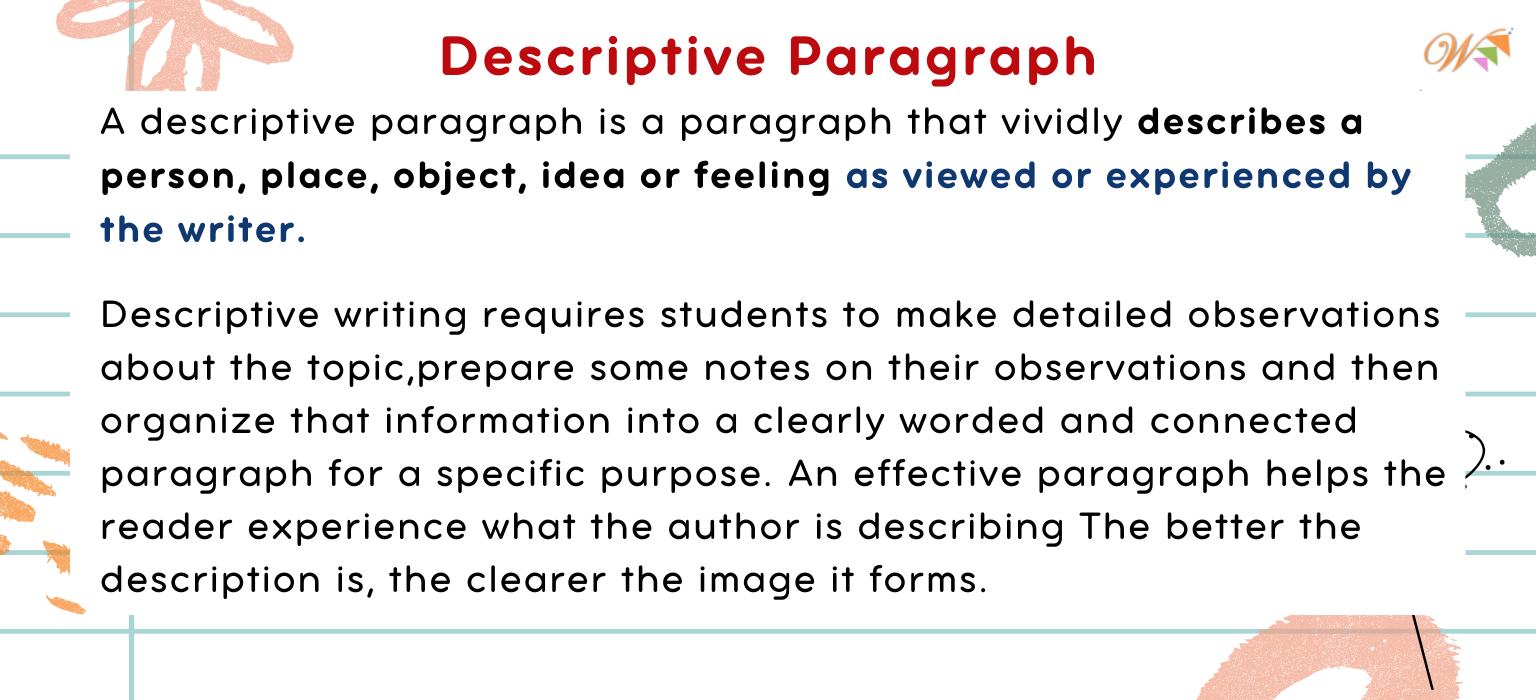 Descriptive Paragraph
W
A descriptive paragraph is a paragraph that vividly describes a
person, place, object, idea or feeling as viewed or experienced by
the writer.
Descriptive writing requires students to make detailed observations
about the topic,prepare some notes on their observations and then
organize that information into a clearly worded and connected
paragraph for a specific purpose. An effective paragraph helps the
reader experience what the author is describing The better the
description is, the clearer the image it forms.